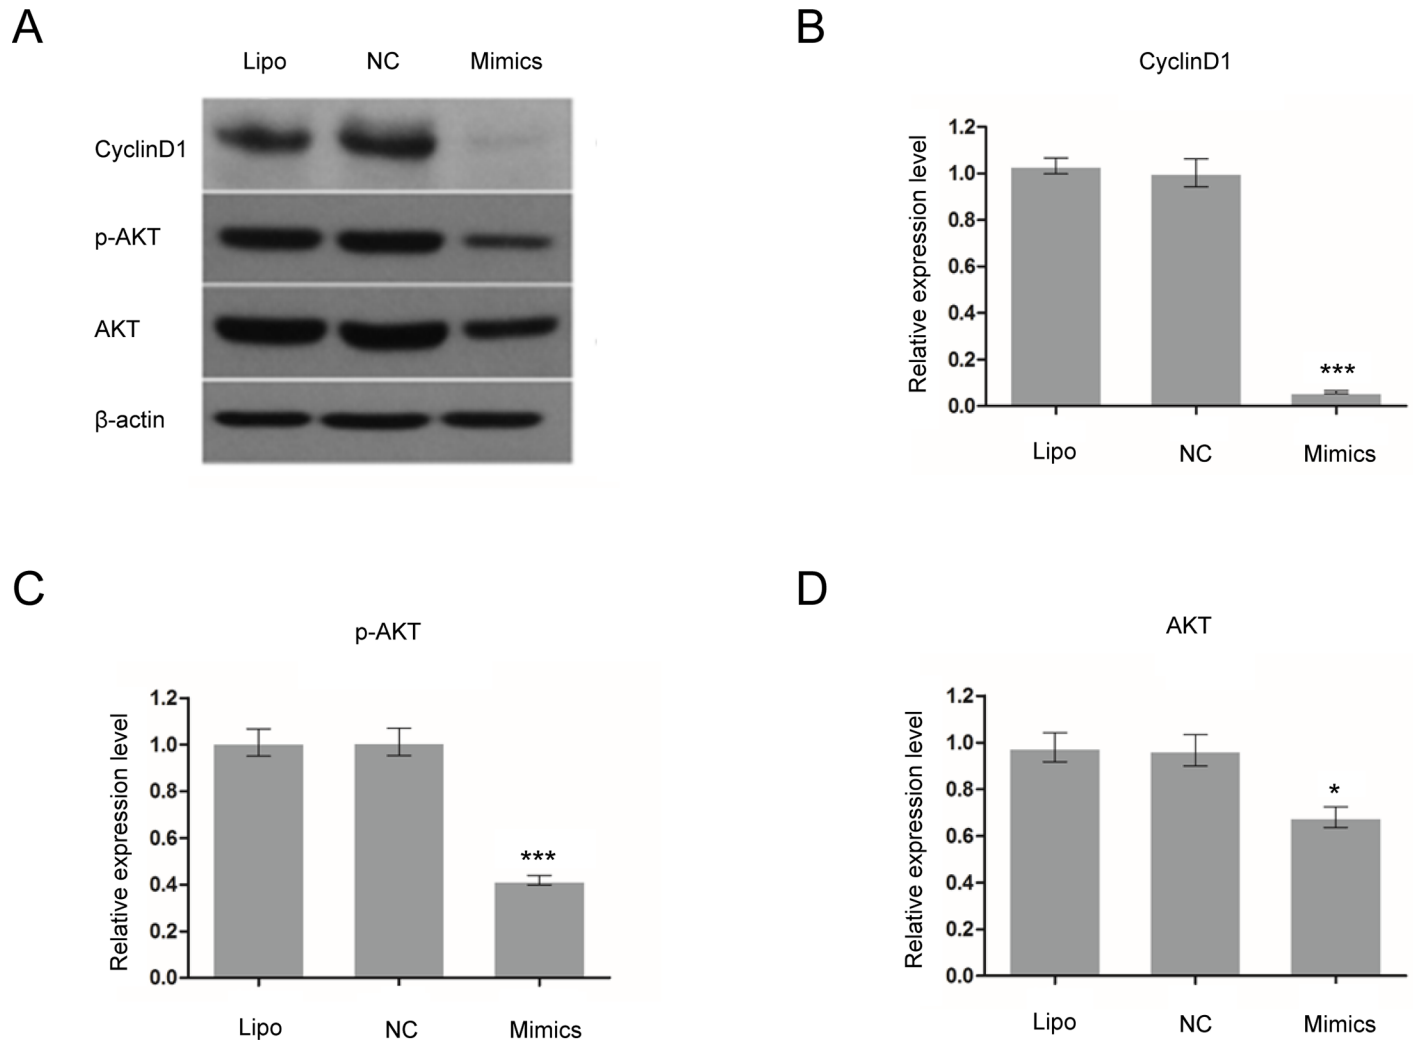 A
Lipo NC Mimics
CyclinD1
p-AKT
AKT
β-actin
B
CyclinD1
Relative expression level
1.2
1.0
0.8
0.6
0.4
0.2
0.0
***
Lipo NC Mimics
C
p-AKT
Relative expression level
1.2
1.0
0.8
0.6
0.4
0.2
0.0
***
Lipo NC Mimics
D
AKT
Relative expression level
1.2
1.0
0.8
0.6
0.4
0.2
0.0
*
Lipo NC Mimics